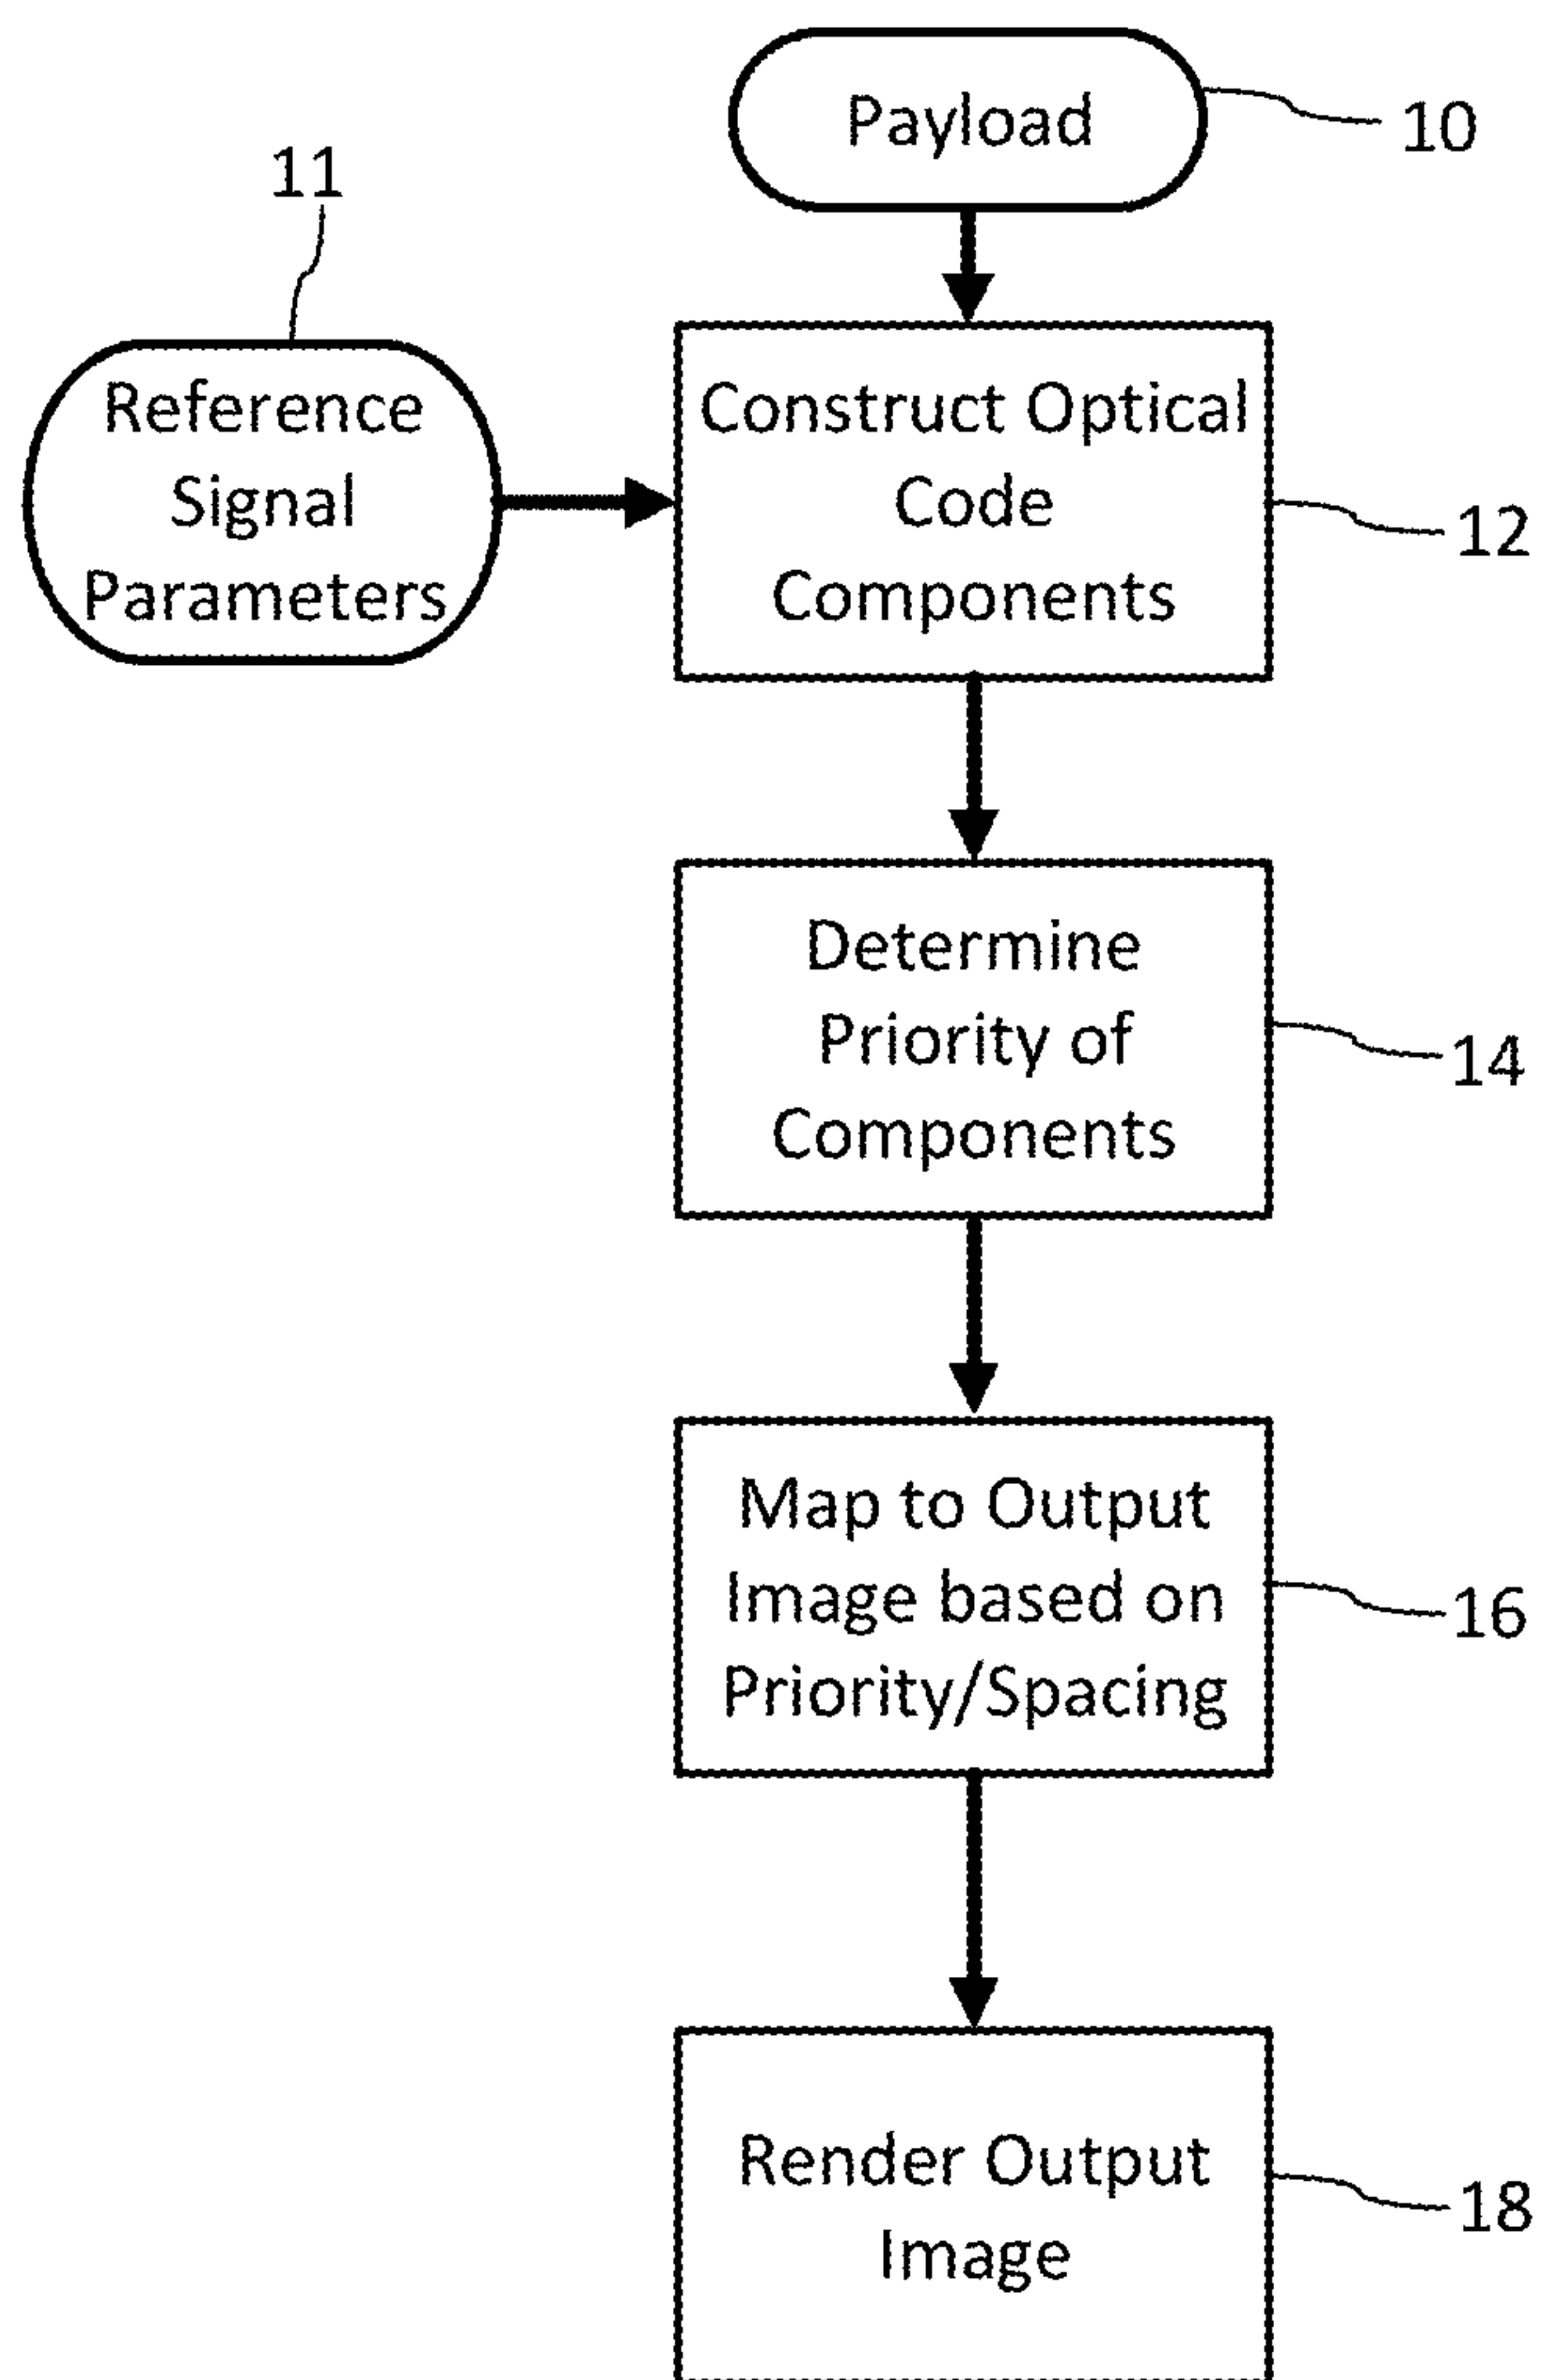 Payload
10
11
Reference
Signal
Parameters
Construct Optical
Code
Components
12
Determine
Priority of
Components
14
Map to Output
Image based on
Priority/Spacing
16
Render Output
Image
18